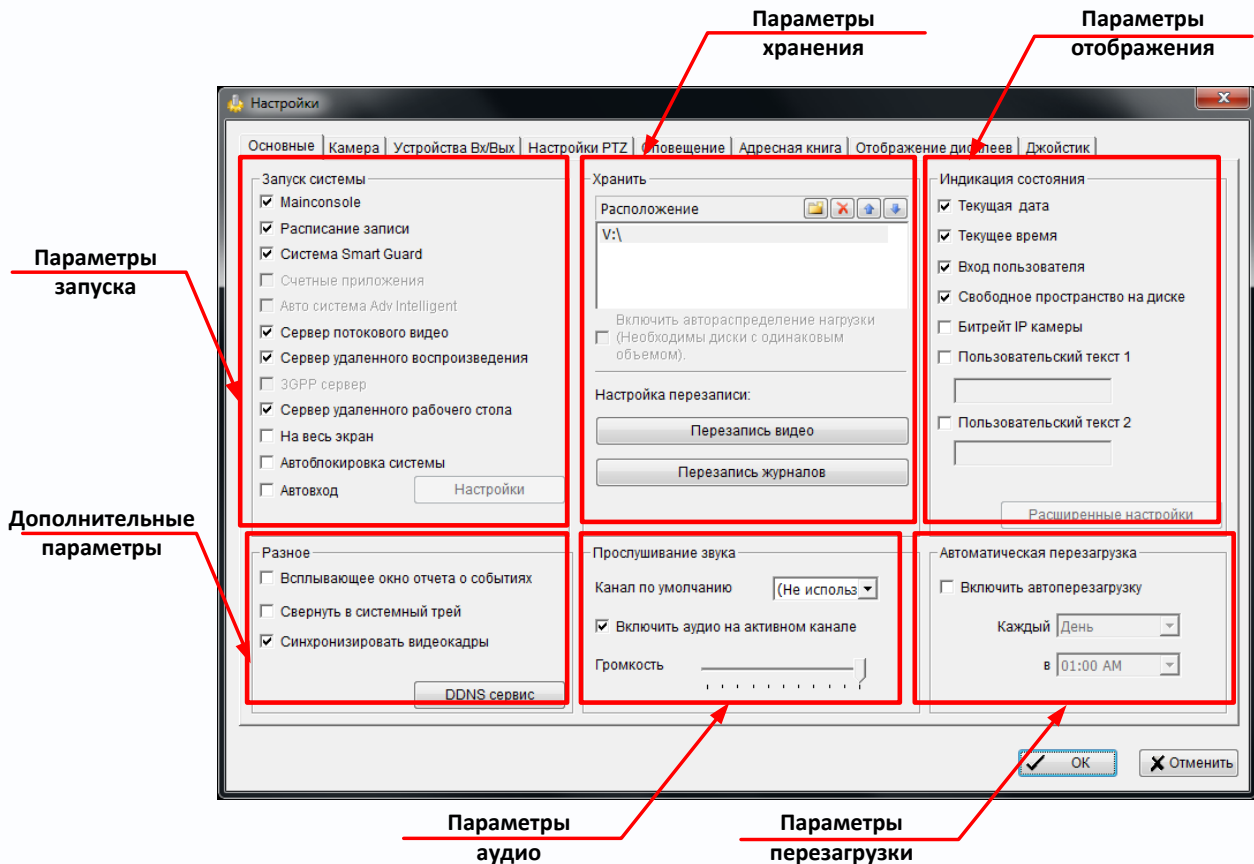 Параметры
хранения
Параметры
отображения
Настройки
Основные
Камера
Устройства Вх/Вых
Настройки PTZ
Оповещение
Адресная книга
Отображение дисплеев
Джойстик
Параметры
запуска
Запуск системы
Mainconsole
Расписание записи
Система Smart Guard
Счетные приложения
Авто система Adv Intelligent
Сервер потокового видео
Сервер удаленного воспроизведения
3GPP сервер
Сервер удаленного рабочего стола
На весь экран
Автоблокировка системы
Автовход
Настройки
Хранить
Расположение
V:\
Включить автораспределение нагрузки
(Необходимы диски с одинаковым
объемом).
Настройка перезаписи:
Перезапись видео
Перезапись журналов
Индикация состояния
Текущая дата
Текущее время
Вход пользователя
Свободное пространство на диске
Битрейт IP камеры
Пользовательский текст 1
Пользовательский текст 2
Расширенные настройки
Дополнительные
параметры
Разное
Всплывающее окно отчета о событиях
Свернуть в системный трей
Синхронизировать видеокадры
DDNS сервис
Прослушивание звука
Канал по умолчанию
(Не использ
Включить аудио на активном канале
Громкость
Автоматическая перезагрузка
Включить автоперезагрузку
Каждый
День
в
01:00 AM
OK
Отменить
Параметры
аудио
Параметры
перезагрузки